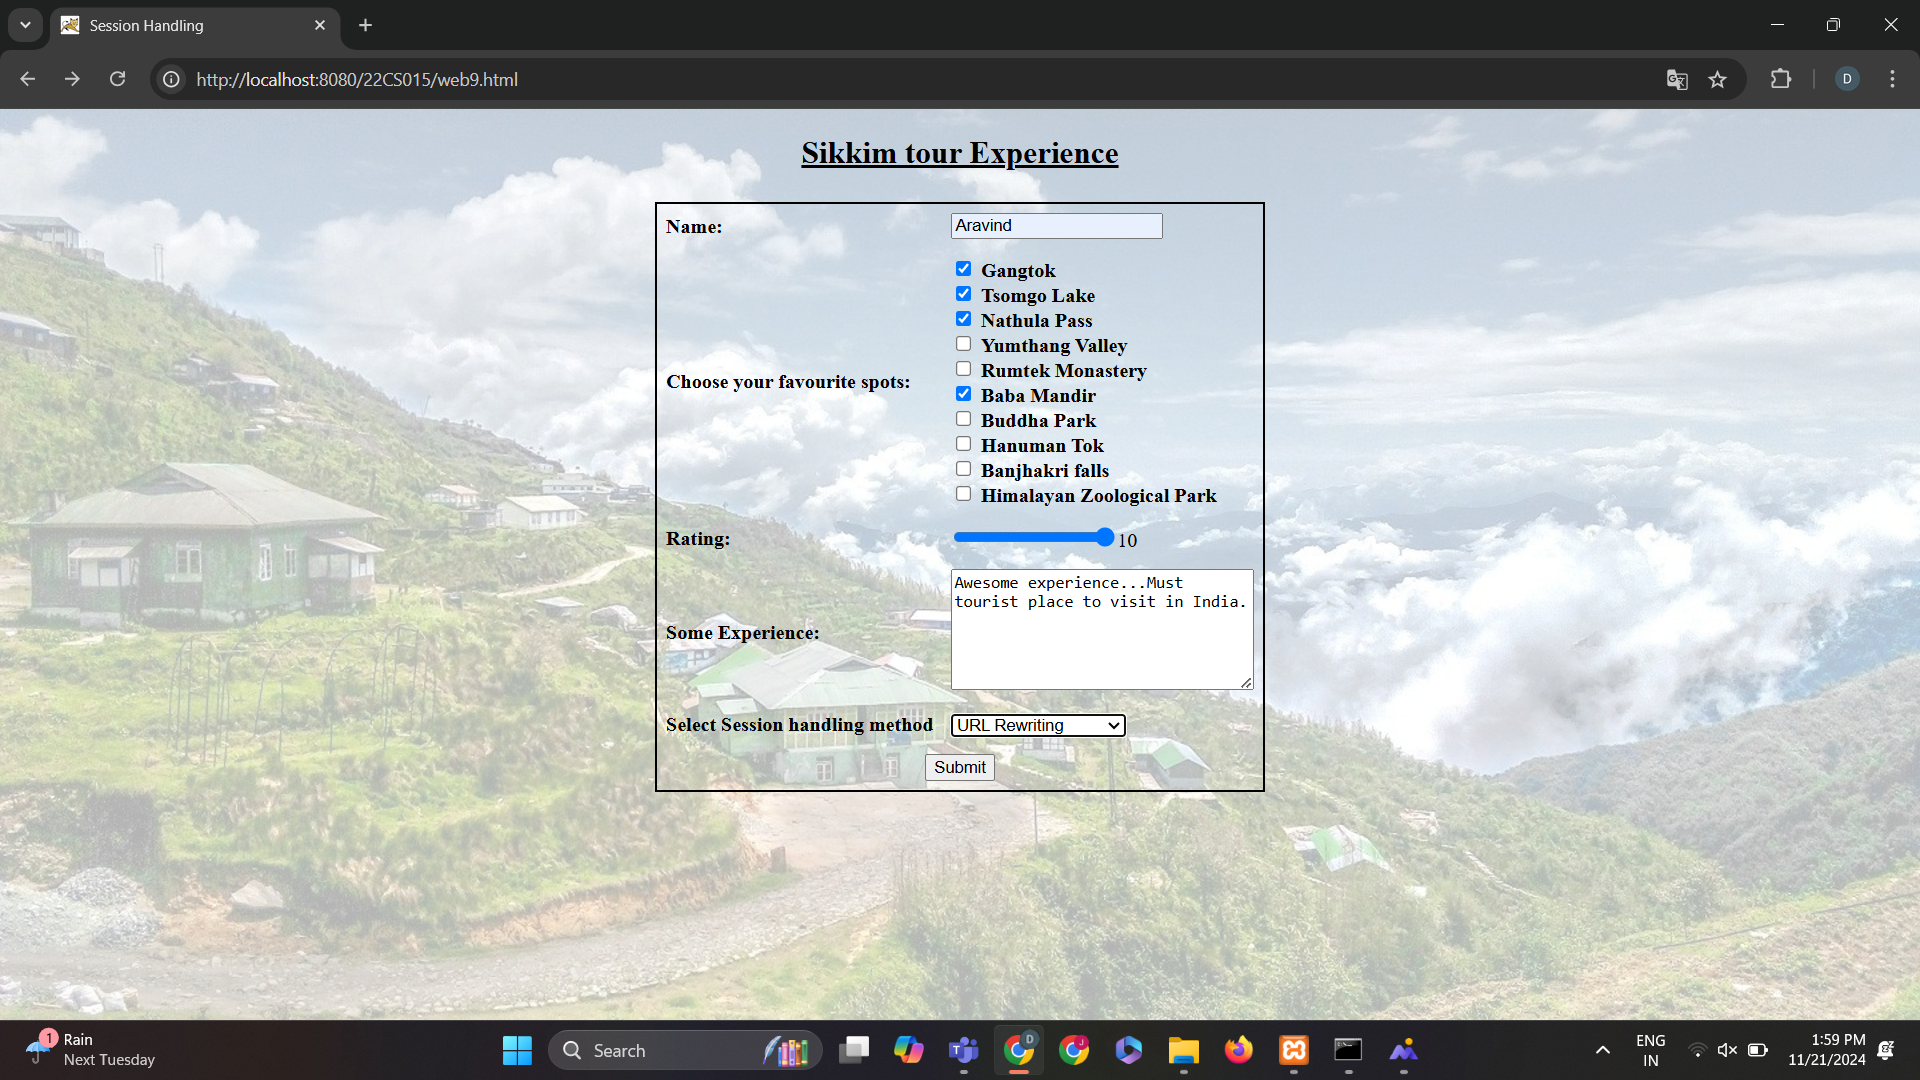 Session Handling
http://localhost:8080/22CS015/web9.html
D
Sikkim tour Experience
Name:
Aravind
Choose your favourite spots:
Gangtok
Tsomgo Lake
Nathula Pass
Yumthang Valley
Rumtek Monastery
Baba Mandir
Buddha Park
Hanuman Tok
Banjhakri falls
Himalayan Zoological Park
Rating:
10
Some Experience:
Awesome experience...Must
tourist place to visit in India.
Select Session handling method
URL Rewriting
Submit
1
Rain
Next Tuesday
Search
D
J
ENG
IN
1:59 PM
11/21/2024